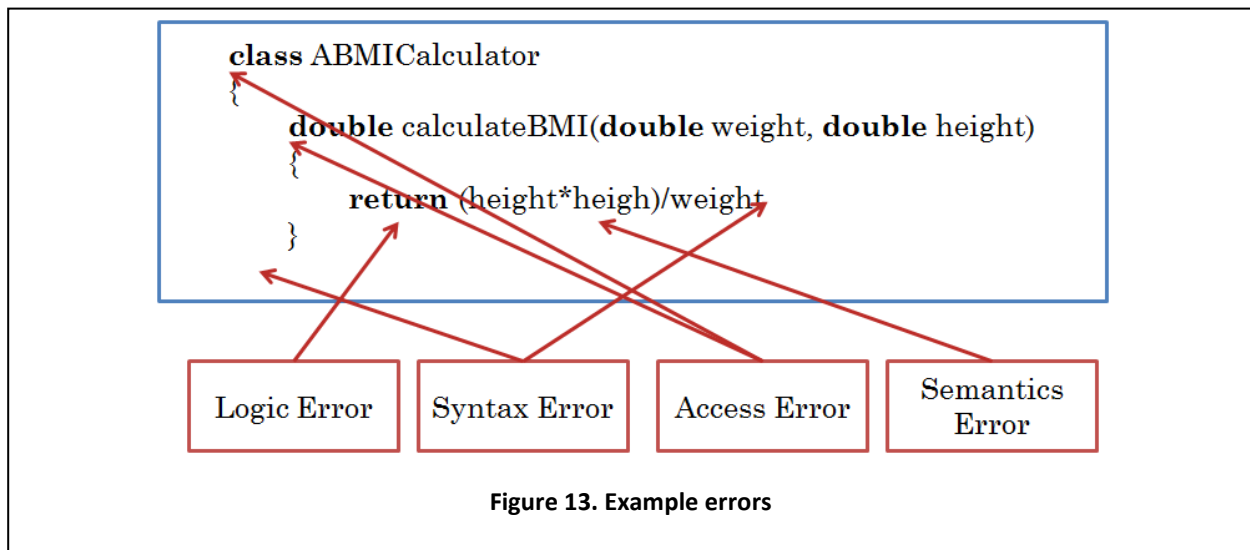 class ABMICalculator
{
double calculateBMI(double weight, double height)
{
return (height*heigh)/weight
}
Logic Error
Syntax Error
Access Error
Semantics
Error
Figure 13. Example errors